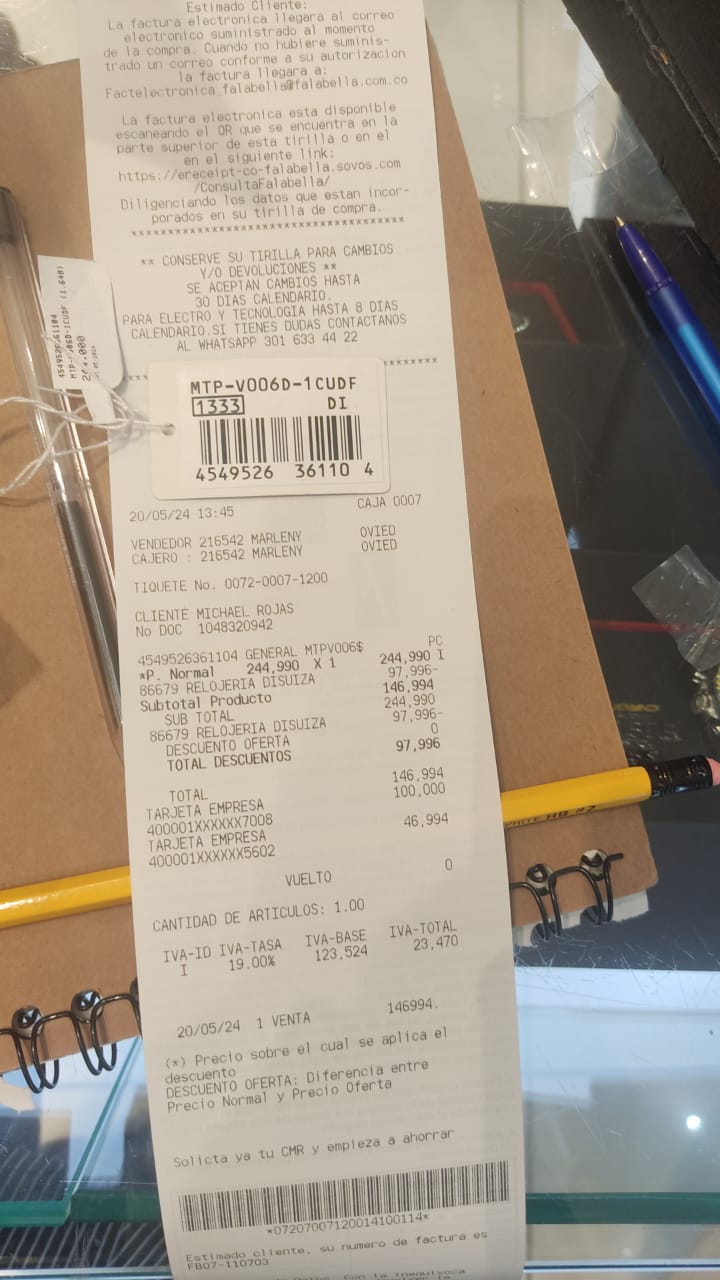 Estimado Cliente:
La factura electronica llegara al correo
electronico suministrado al momento
de la compra. Cuando no hubiere suminis-
trado un correo conforme a su autorizacion
la factura llegara a:
Factelectronica_falabella@falabella.com.co
La factura electronica esta disponible
escaneando el QR que se encuentra en la
parte superior de esta tirilla o en el
en el siguiente link:
https://ereceipt-co-falabella.sovos.com
/ConsultaFalabella/
Diligenciando los datos que estan incor-
porados en su tirilla de compra.
****************************************
** CONSERVE SU TIRILLA PARA CAMBIOS
Y/O DEVOLUCIONES **
SE ACEPTAN CAMBIOS HASTA
30 DIAS CALENDARIO.
PARA ELECTRO Y TECNOLOGIA HASTA 8 DIAS
CALENDARIO.SI TIENES DUDAS CONTACTANOS
AL WHATSAPP 301 633 44 22
4549526361104
MTP-V006D-1CUDF (1.640)
MTP-V006D-1CUDF
1333 DI
4549526 36110 4
20/05/24 13:45 CAJA 0007
VENDEDOR 216542 MARLENY OVIED
CAJERO : 216542 MARLENY OVIED
TIQUETE No. 0072-0007-1200
CLIENTE MICHAEL ROJAS
No DOC 1048320942
PC
4549526361104 GENERAL MTPV006$
*P. Normal 244,990 X 1 244,990 I
86679 RELOJERIA DISUIZA 97,996-
Subtotal Producto 146,994
SUB TOTAL 244,990
86679 RELOJERIA DISUIZA 97,996-
DESCUENTO OFERTA 0
TOTAL DESCUENTOS 97,996
TOTAL 146,994
TARJETA EMPRESA 100,000
400001XXXXXX7008
TARJETA EMPRESA 46,994
400001XXXXXX5602
VUELTO 0
CANTIDAD DE ARTICULOS: 1.00
IVA-ID IVA-TASA IVA-BASE IVA-TOTAL
I 19.00% 123,524 23,470
20/05/24 1 VENTA 146994.
(*) Precio sobre el cual se aplica el
descuento
DESCUENTO OFERTA: Diferencia entre
Precio Normal y Precio Oferta
Solicta ya tu CMR y empieza a ahorrar
*07207007120014100114*
Estimado cliente, su numero de factura es
FB07-110703